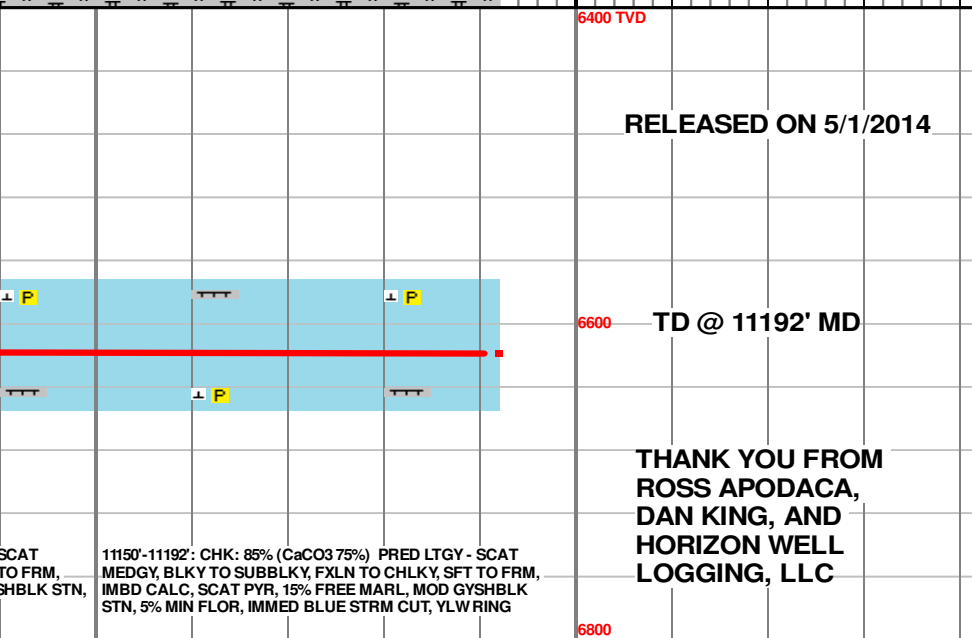 6400 TVD
RELEASED ON 5/1/2014
P
P
6600
TD @ 11192' MD
P
THANK YOU FROM
ROSS APODACA,
DAN KING, AND
HORIZON WELL
LOGGING, LLC
SCAT
TO FRM,
SHBLK STN,
11150'-11192': CHK: 85% (CaCO3 75%) PRED LTGY - SCAT
MEDGY, BLKY TO SUBBLKY, FXLN TO CHLKY, SFT TO FRM,
IMBD CALC, SCAT PYR, 15% FREE MARL, MOD GYSHBLK
STN, 5% MIN FLOR, IMMED BLUE STRM CUT, YLW RING
6800